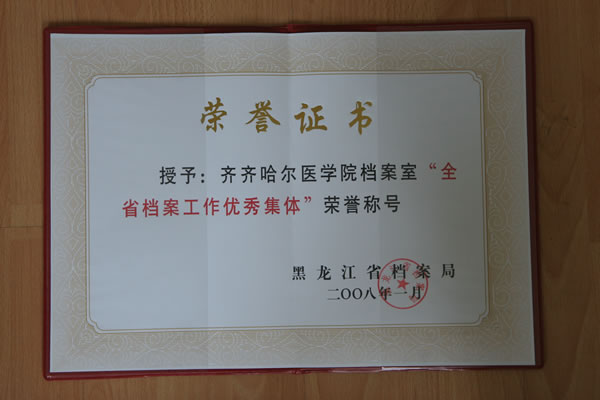 荣誉证书
授予：齐齐哈尔医学院档案室“全
省档案工作优秀集体”荣誉称号
黑龙江省档案局
二〇〇八年一月